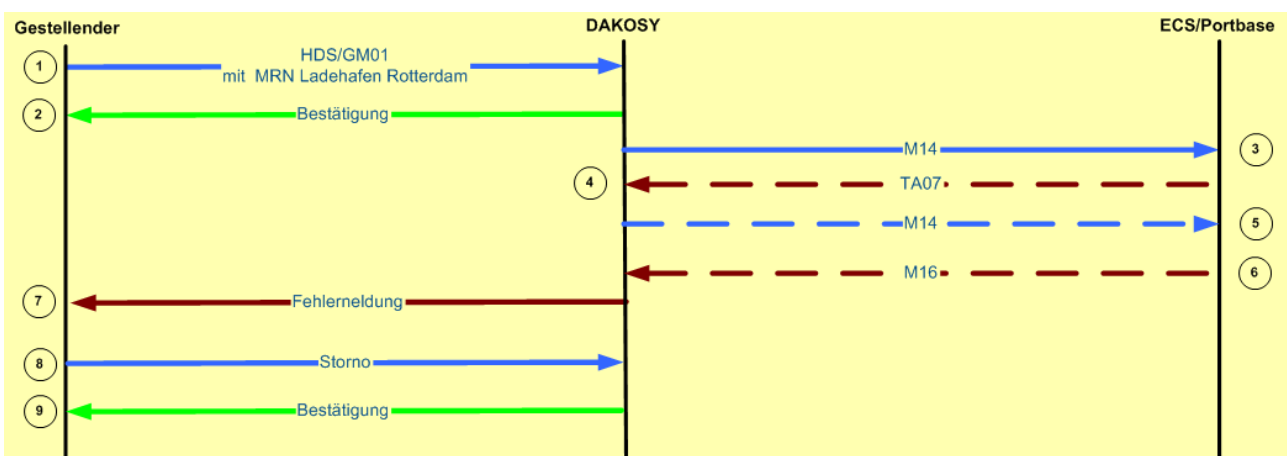 Gestellender
DAKOSY
ECS/Portbase
1
HDS/GM01
mit MRN Ladehafen Rotterdam
2
Bestätigung
M14
3
4
TA07
M14
5
M16
6
7
Fehlerneldung
8
Storno
9
Bestätigung